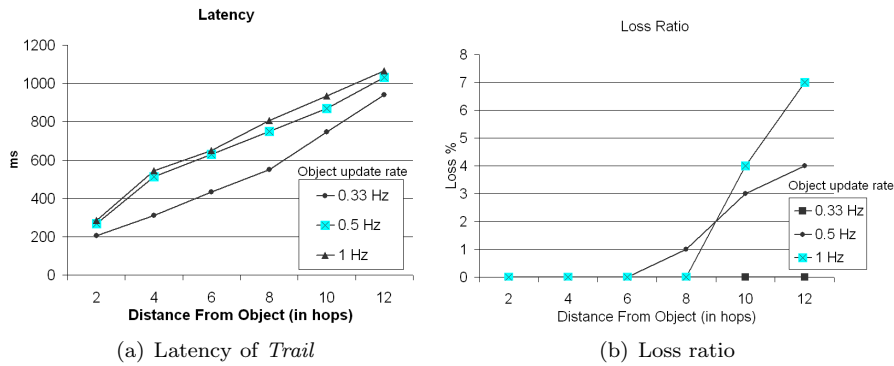 Latency
1200
1000
800
600
400
200
0
ms
2 4 6 8 10 12
Distance From Object (in hops)
Object update rate
0.33 Hz
0.5 Hz
1 Hz
(a) Latency of Trail
Loss Ratio
8
7
6
5
4
3
2
1
0
Loss %
2 4 6 8 10 12
Distance From Object (in hops)
Object update rate
0.33 Hz
0.5 Hz
1 Hz
(b) Loss ratio